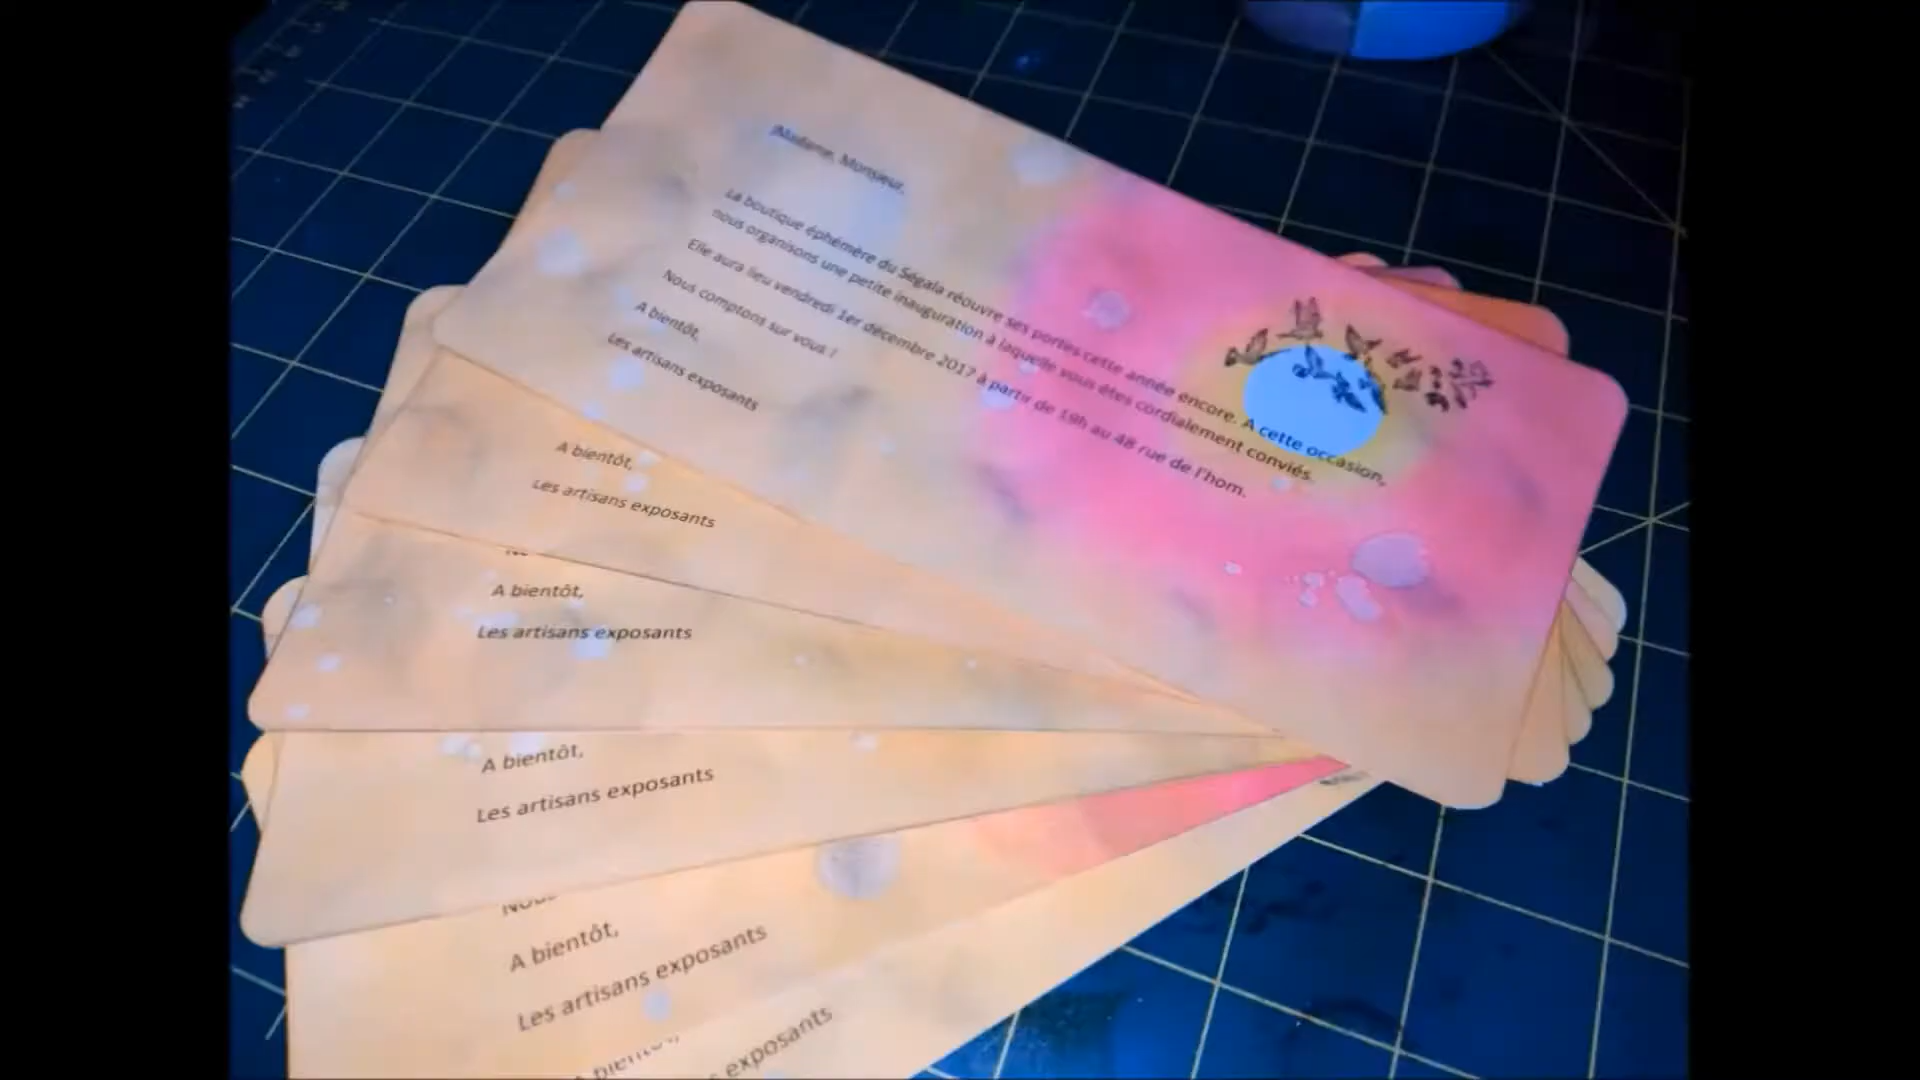 Madame, Monsieur,
La boutique éphémère du Ségala réouvre ses portes cette année encore. A cette occasion,
nous organisons une petite inauguration à laquelle vous êtes cordialement conviés.
Elle aura lieu vendredi 1er décembre 2017 à partir de 19h au 48 rue de l'hom.
Nous comptons sur vous !
A bientôt,
Les artisans exposants
A bientôt,
Les artisans exposants
A bientôt,
Les artisans exposants
A bientôt,
Les artisans exposants
A bientôt,
Les artisans exposants
exposants